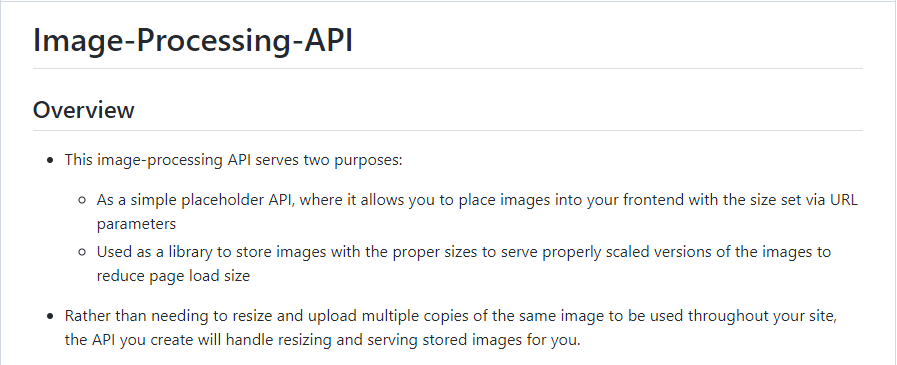 Image-Processing-API
Overview
This image-processing API serves two purposes:
As a simple placeholder API, where it allows you to place images into your frontend with the size set via URL
parameters
Used as a library to store images with the proper sizes to serve properly scaled versions of the images to
reduce page load size
Rather than needing to resize and upload multiple copies of the same image to be used throughout your site,
the API you create will handle resizing and serving stored images for you.